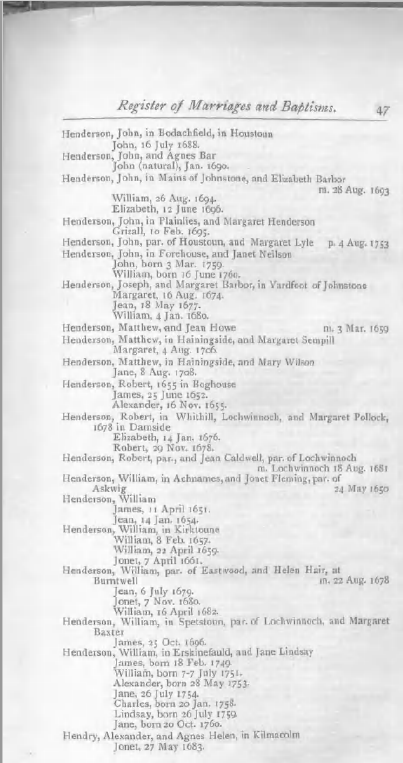 Register of Marriages and Baptisms. 47
Henderson, John, in Bodachfield, in Houstoun
John, 16 July 1688.
Henderson, John, and Agnes Bar
John (natural), Jan. 1690.
Henderson, John, in Mains of Johnstone, and Elizabeth Barbor
m. 28 Aug. 1693
William, 26 Aug. 1694.
Elizabeth, 12 June 1696.
Henderson, John, in Plainlies, and Margaret Henderson
Grizall, 10 Feb. 1695.
Henderson, John, par. of Houstoun, and Margaret Lyle p. 4 Aug. 1753
Henderson, John, in Forehouse, and Janet Neilson
John, born 3 Mar. 1759.
William, born 16 June 1760.
Henderson, Joseph, and Margaret Barbor, in Yardfoot of Johnstone
Margaret, 16 Aug. 1674.
Jean, 18 May 1677.
William, 4 Jan. 1680.
Henderson, Matthew, and Jean Howe m. 3 Mar. 1659
Henderson, Matthew, in Hainingside, and Margaret Sempill
Margaret, 4 Aug. 1706.
Henderson, Matthew, in Hainingside, and Mary Wilson
Jane, 8 Aug. 1708.
Henderson, Robert, 1655 in Boghouse
James, 25 June 1652.
Alexander, 16 Nov. 1655.
Henderson, Robert, in Whithill, Lochwinnoch, and Margaret Pollock,
1678 in Damside
Elizabeth, 14 Jan. 1676.
Robert, 29 Nov. 1678.
Henderson, Robert, par., and Jean Caldwell, par. of Lochwinnoch
m. Lochwinnoch 18 Aug. 1681
Henderson, William, in Achnames, and Jonet Fleming, par. of
Askwig 24 May 1650
Henderson, William
James, 11 April 1651.
Jean, 14 Jan. 1654.
Henderson, William, in Kirktoune
William, 8 Feb. 1657.
William, 22 April 1659.
Jonet, 7 April 1661.
Henderson, William, par. of Eastwood, and Helen Hair, at
Burntwell m. 22 Aug. 1678
Jean, 6 July 1679.
Jonet, 7 Nov. 1680.
William, 16 April 1682.
Henderson, William, in Spetstoun, par. of Lochwinnoch, and Margaret
Baxter
James, 25 Oct. 1696.
Henderson, William, in Erskinefauld, and Jane Lindsay
James, born 18 Feb. 1749.
William, born 7-7 July 1751.
Alexander, born 28 May 1753.
Jane, 26 July 1754.
Charles, born 20 Jan. 1758.
Lindsay, born 26 July 1759.
Jane, born 20 Oct. 1760.
Hendry, Alexander, and Agnes Helen, in Kilmacolm
Jonet, 27 May 1683.